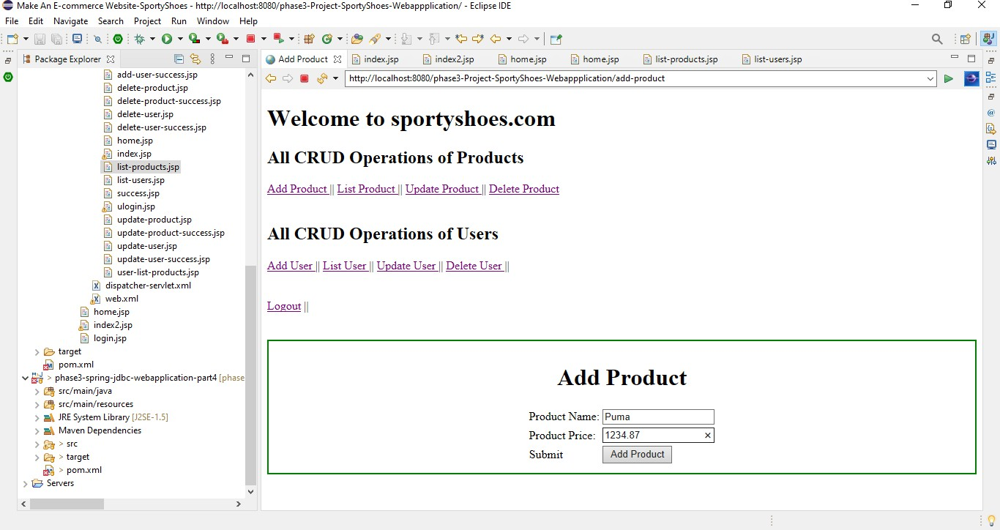 Make An E-commerce Website-SportyShoes - http://localhost:8080/phase3-Project-SportyShoes-Webappplication/ - Eclipse IDE
File Edit Navigate Search Project Run Window Help
Package Explorer
add-user-success.jsp
delete-product.jsp
delete-product-success.jsp
delete-user.jsp
delete-user-success.jsp
home.jsp
index.jsp
list-products.jsp
list-users.jsp
success.jsp
ulogin.jsp
update-product.jsp
update-product-success.jsp
update-user.jsp
update-user-success.jsp
user-list-products.jsp
dispatcher-servlet.xml
web.xml
home.jsp
index2.jsp
login.jsp
target
pom.xml
> phase3-spring-jdbc-webapplication-part4 [phase
src/main/java
src/main/resources
JRE System Library [J2SE-1.5]
Maven Dependencies
> src
> target
> pom.xml
Servers
Add Product index.jsp index2.jsp home.jsp home.jsp list-products.jsp list-users.jsp
http://localhost:8080/phase3-Project-SportyShoes-Webappplication/add-product
Welcome to sportyshoes.com
All CRUD Operations of Products
Add Product || List Product || Update Product || Delete Product
All CRUD Operations of Users
Add User || List User || Update User || Delete User ||
Logout ||
Add Product
Product Name: Puma
Product Price: 1234.87
Submit Add Product